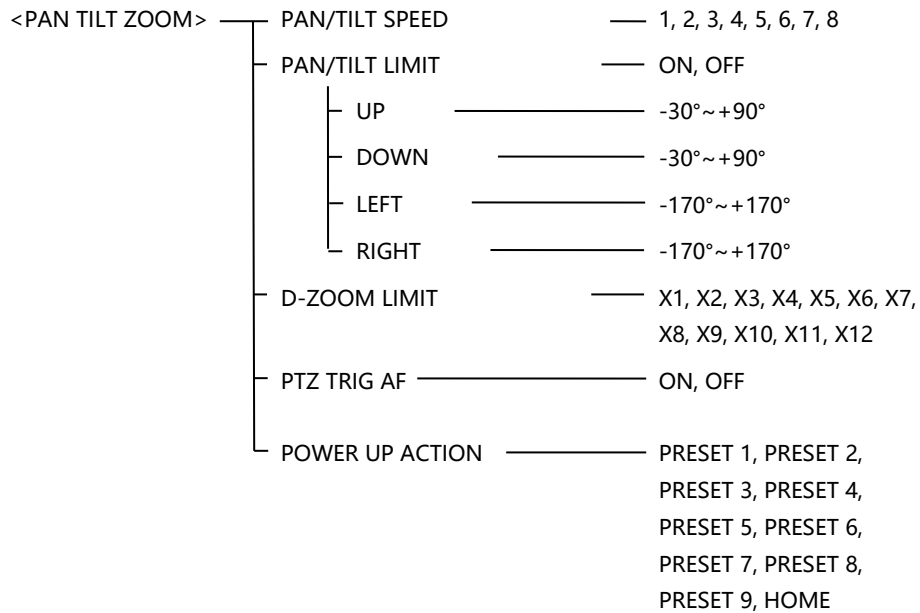 <PAN TILT ZOOM> PAN/TILT SPEED 1, 2, 3, 4, 5, 6, 7, 8
PAN/TILT LIMIT ON, OFF
UP -30°~+90°
DOWN -30°~+90°
LEFT -170°~+170°
RIGHT -170°~+170°
D-ZOOM LIMIT X1, X2, X3, X4, X5, X6, X7,
X8, X9, X10, X11, X12
PTZ TRIG AF ON, OFF
POWER UP ACTION PRESET 1, PRESET 2,
PRESET 3, PRESET 4,
PRESET 5, PRESET 6,
PRESET 7, PRESET 8,
PRESET 9, HOME